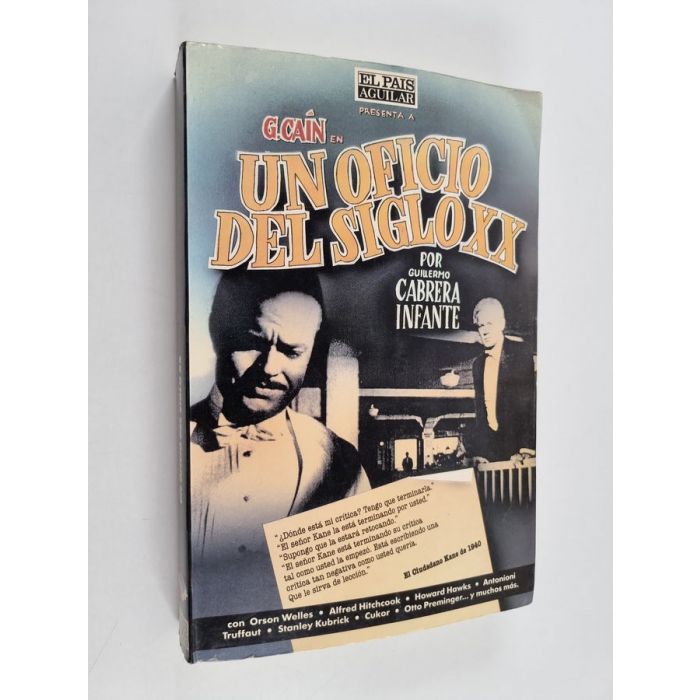 EL PAIS
AGUILAR
PRESENTA A
G. CAÍN EN
UN OFICIO
DEL SIGLO XX
POR
GUILLERMO
CABRERA
INFANTE
"¿Dónde está mi crítica? Tengo que terminarla."
"El señor Kane la está terminando por usted."
"Supongo que la estará retocando."
"El señor Kane está terminando su crítica
tal como usted la empezó. Está escribiendo una
crítica tan negativa como usted quería.
Que le sirva de lección."
El Ciudadano Kane de 1940
con Orson Welles • Alfred Hitchcook • Howard Hawks • Antonioni
Truffaut • Stanley Kubrick • Cukor • Otto Preminger... y muchos más.